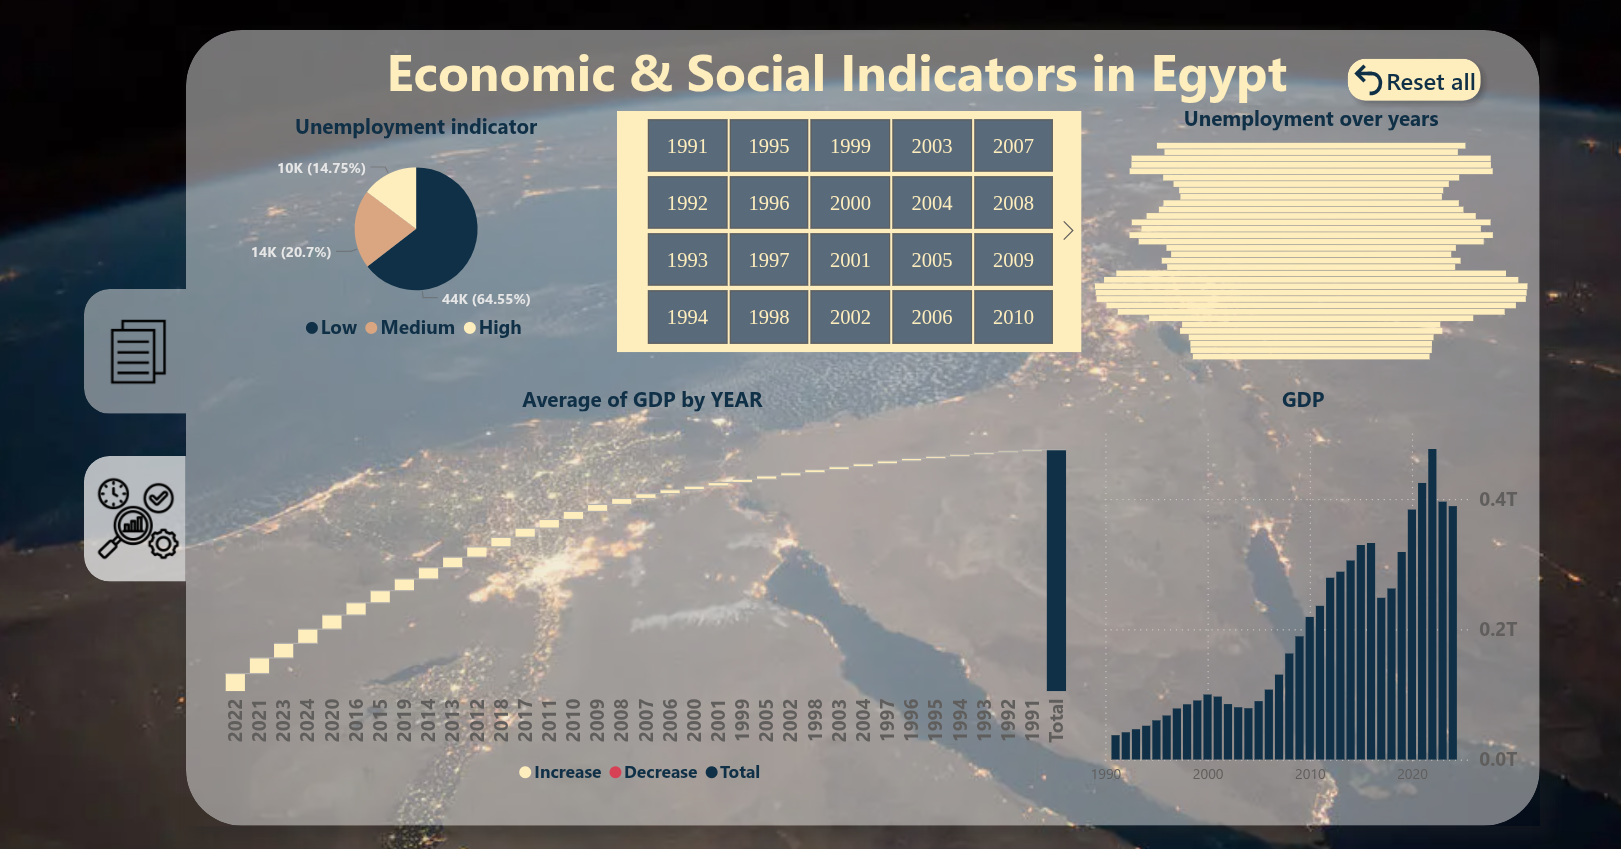 Economic & Social Indicators in Egypt
Reset all
Unemployment indicator
10K (14.75%)
14K (20.7%)
44K (64.55%)
Low Medium High
1991 1995 1999 2003 2007
1992 1996 2000 2004 2008
1993 1997 2001 2005 2009
1994 1998 2002 2006 2010
Unemployment over years
Average of GDP by YEAR
2022 2021 2023 2024 2020 2016 2015 2019 2014 2013 2012 2018 2017 2011 2010 2009 2008 2007 2006 2000 2001 1999 2005 2002 1998 2003 2004 1997 1996 1995 1994 1993 1992 1991 Total
Increase Decrease Total
GDP
0.4T
0.2T
0.0T
1990 2000 2010 2020